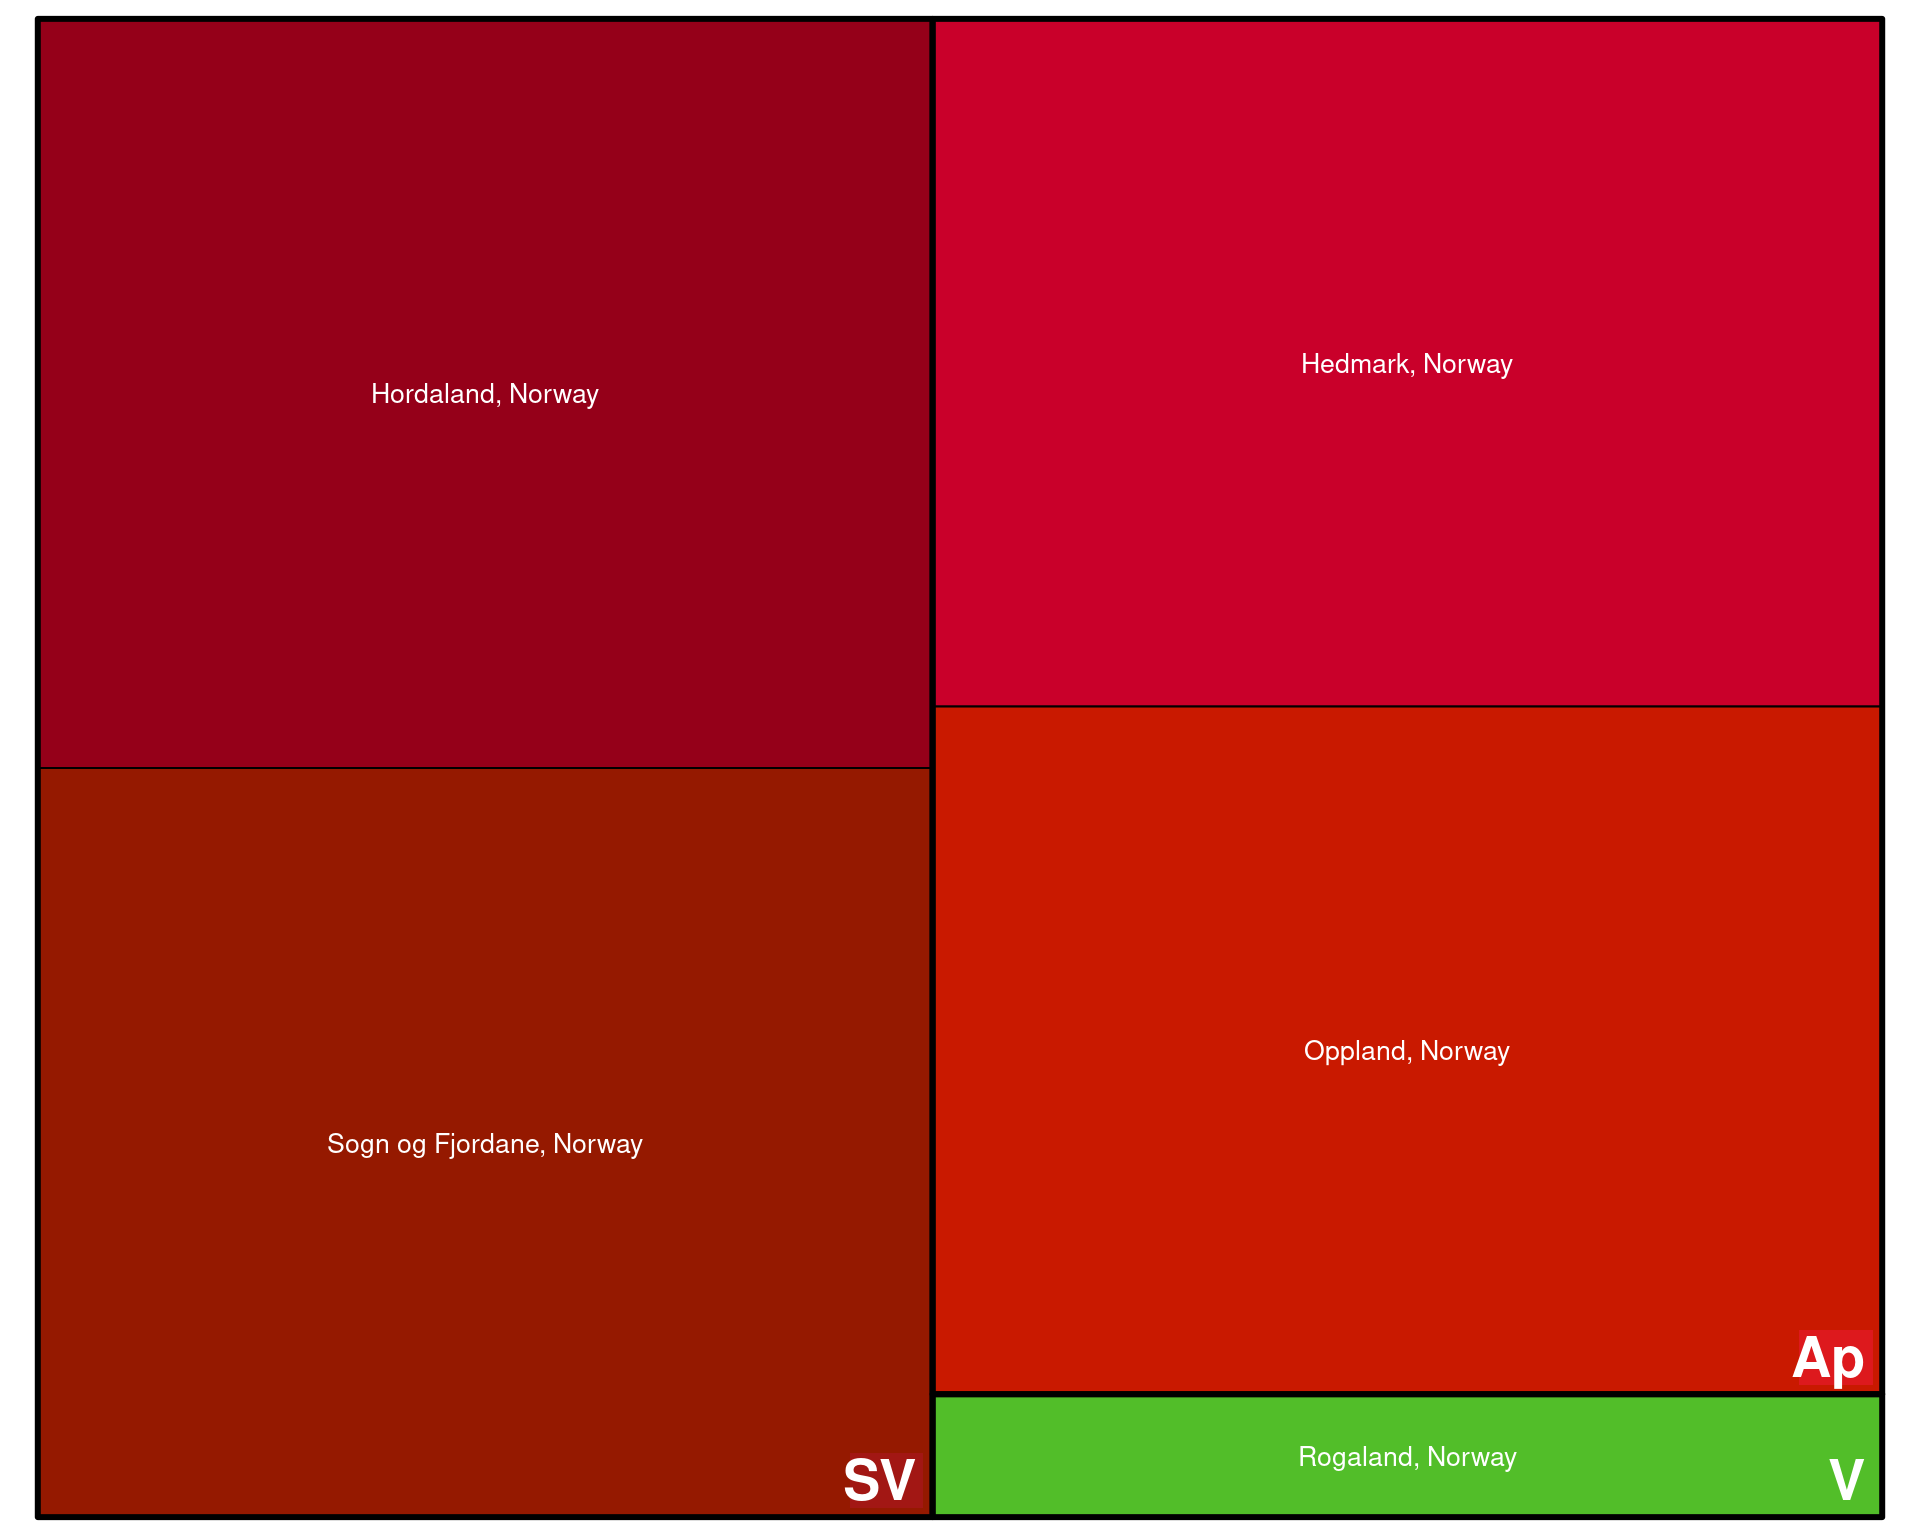 Hordaland, Norway
Sogn og Fjordane, Norway
SV
Hedmark, Norway
Oppland, Norway
Ap
Rogaland, Norway
V